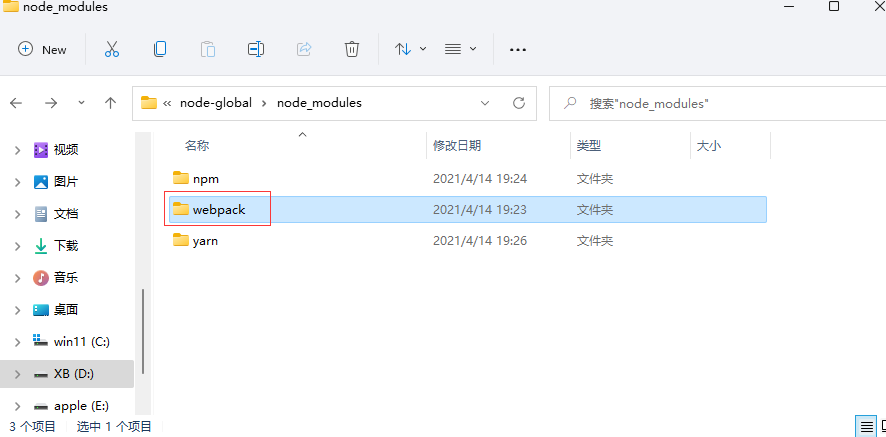 node_modules
New
« node-global > node_modules
搜索"node_modules"
名称 修改日期 类型 大小
npm 2021/4/14 19:24 文件夹
webpack 2021/4/14 19:23 文件夹
yarn 2021/4/14 19:26 文件夹
视频
图片
文档
下载
音乐
桌面
win11 (C:)
XB (D:)
apple (E:)
3 个项目 选中 1 个项目